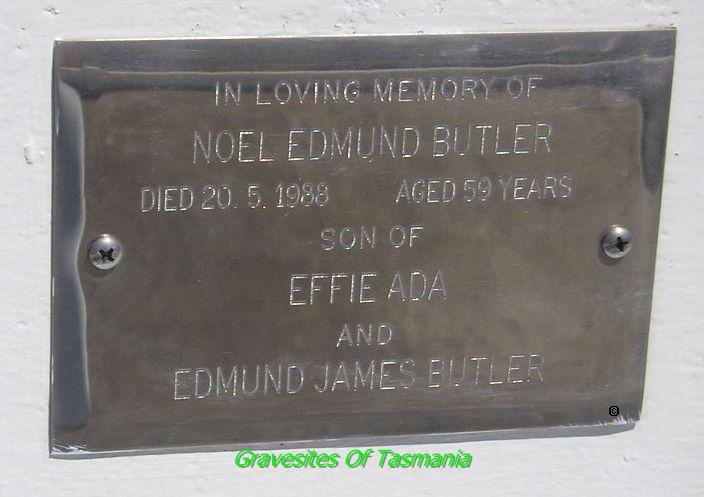 IN LOVING MEMORY OF
NOEL EDMUND BUTLER
DIED 20. 5. 1988 AGED 59 YEARS
SON OF
EFFIE ADA
AND
EDMUND JAMES BUTLER
©
Gravesites Of Tasmania